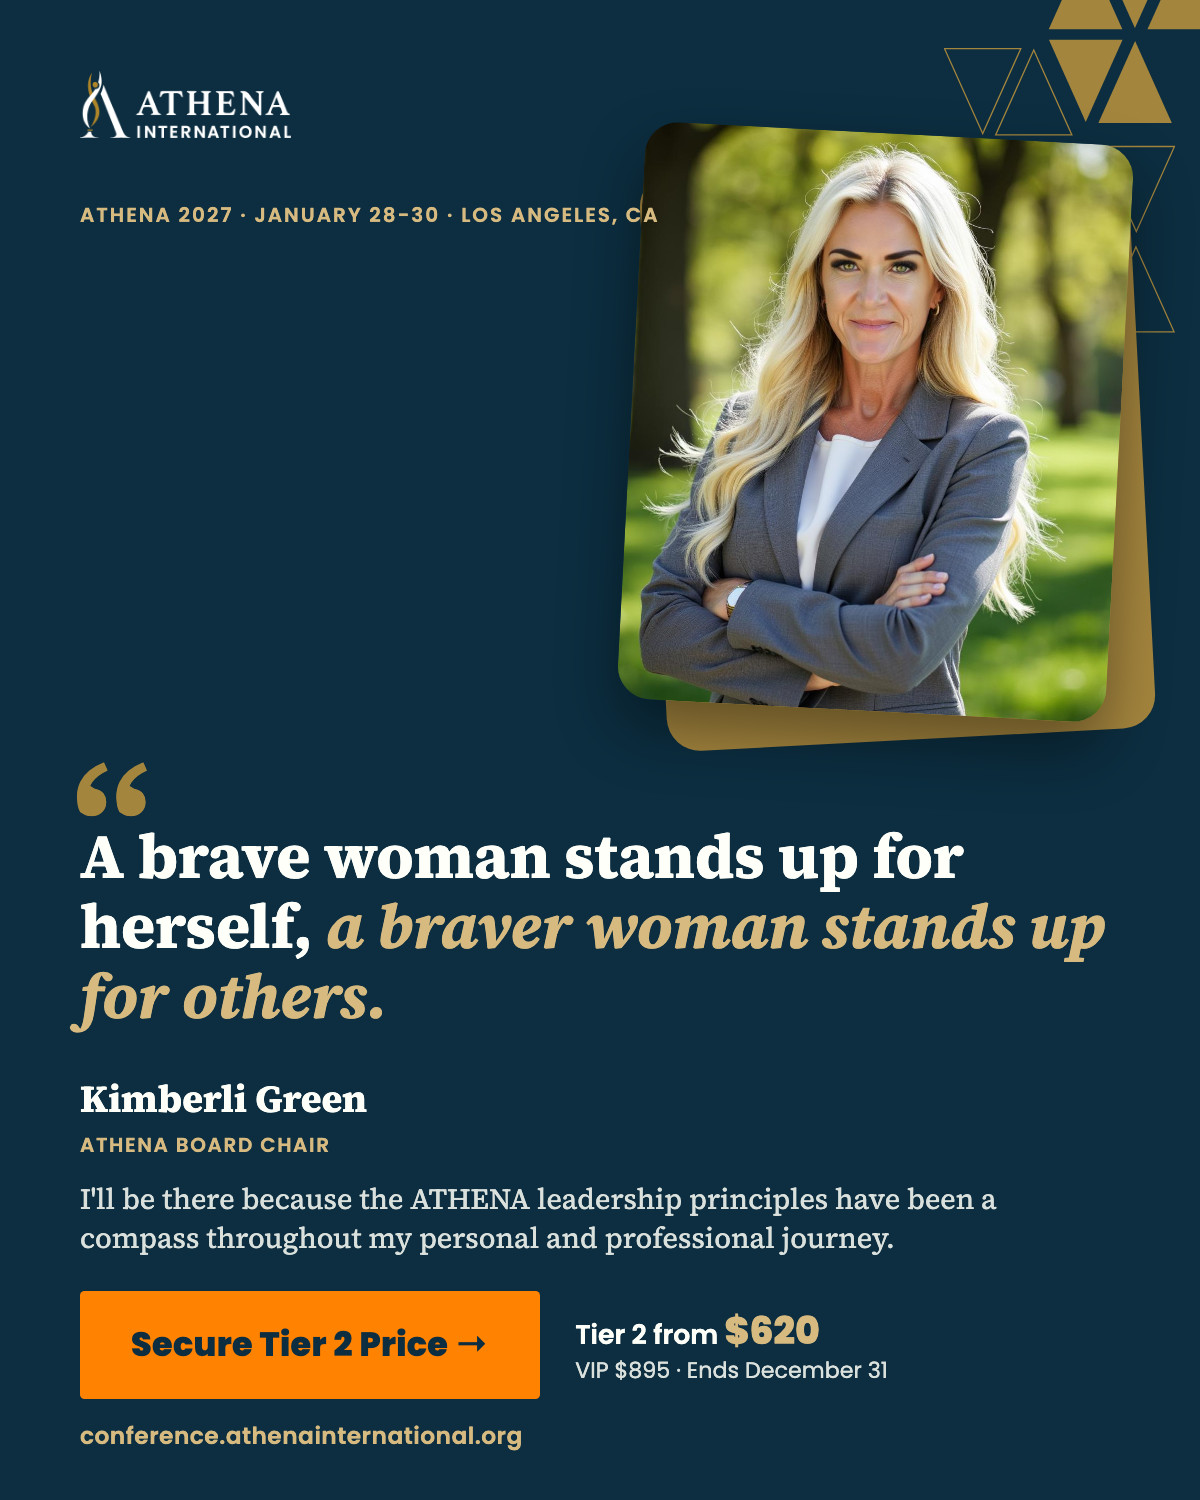 ATHENA
INTERNATIONAL
ATHENA 2027 · JANUARY 28-30 · LOS ANGELES, CA
“
A brave woman stands up for
herself, a braver woman stands up
for others.
Kimberli Green
ATHENA BOARD CHAIR
I'll be there because the ATHENA leadership principles have been a
compass throughout my personal and professional journey.
Secure Tier 2 Price →
Tier 2 from $620
VIP $895 · Ends December 31
conference.athenainternational.org